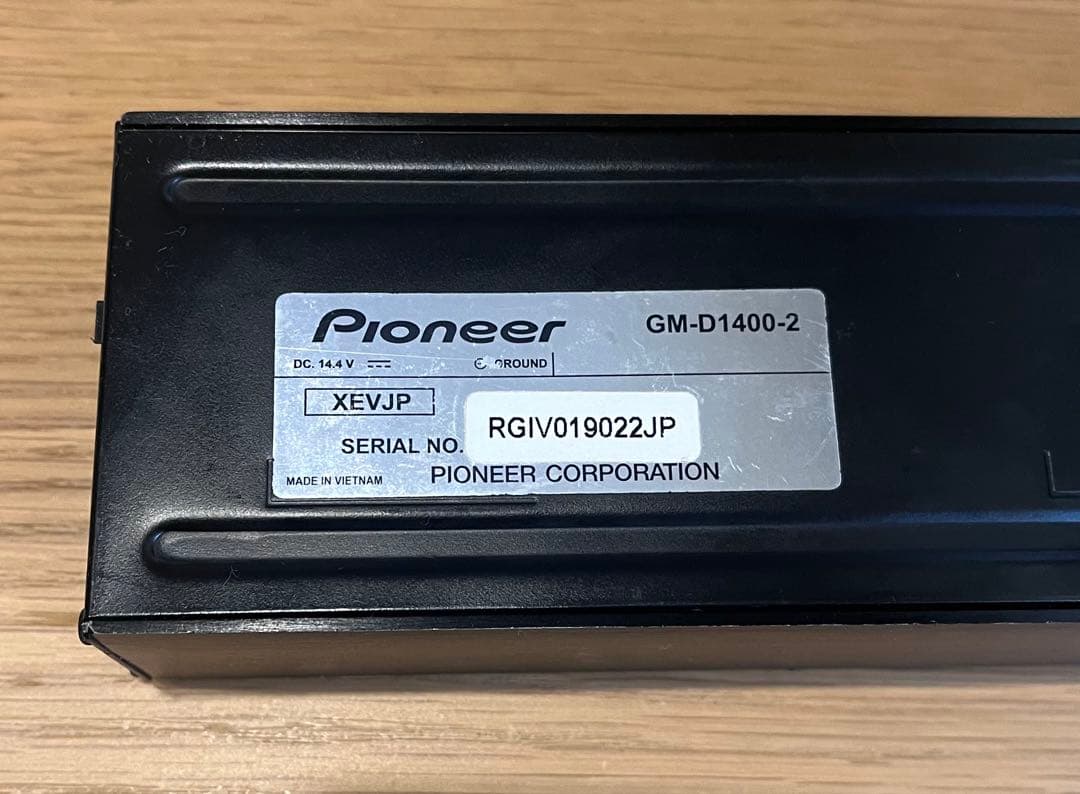 Pioneer GM-D1400-2
DC. 14.4 V GROUND
XEVJP
SERIAL NO. RGIV019022JP
MADE IN VIETNAM PIONEER CORPORATION